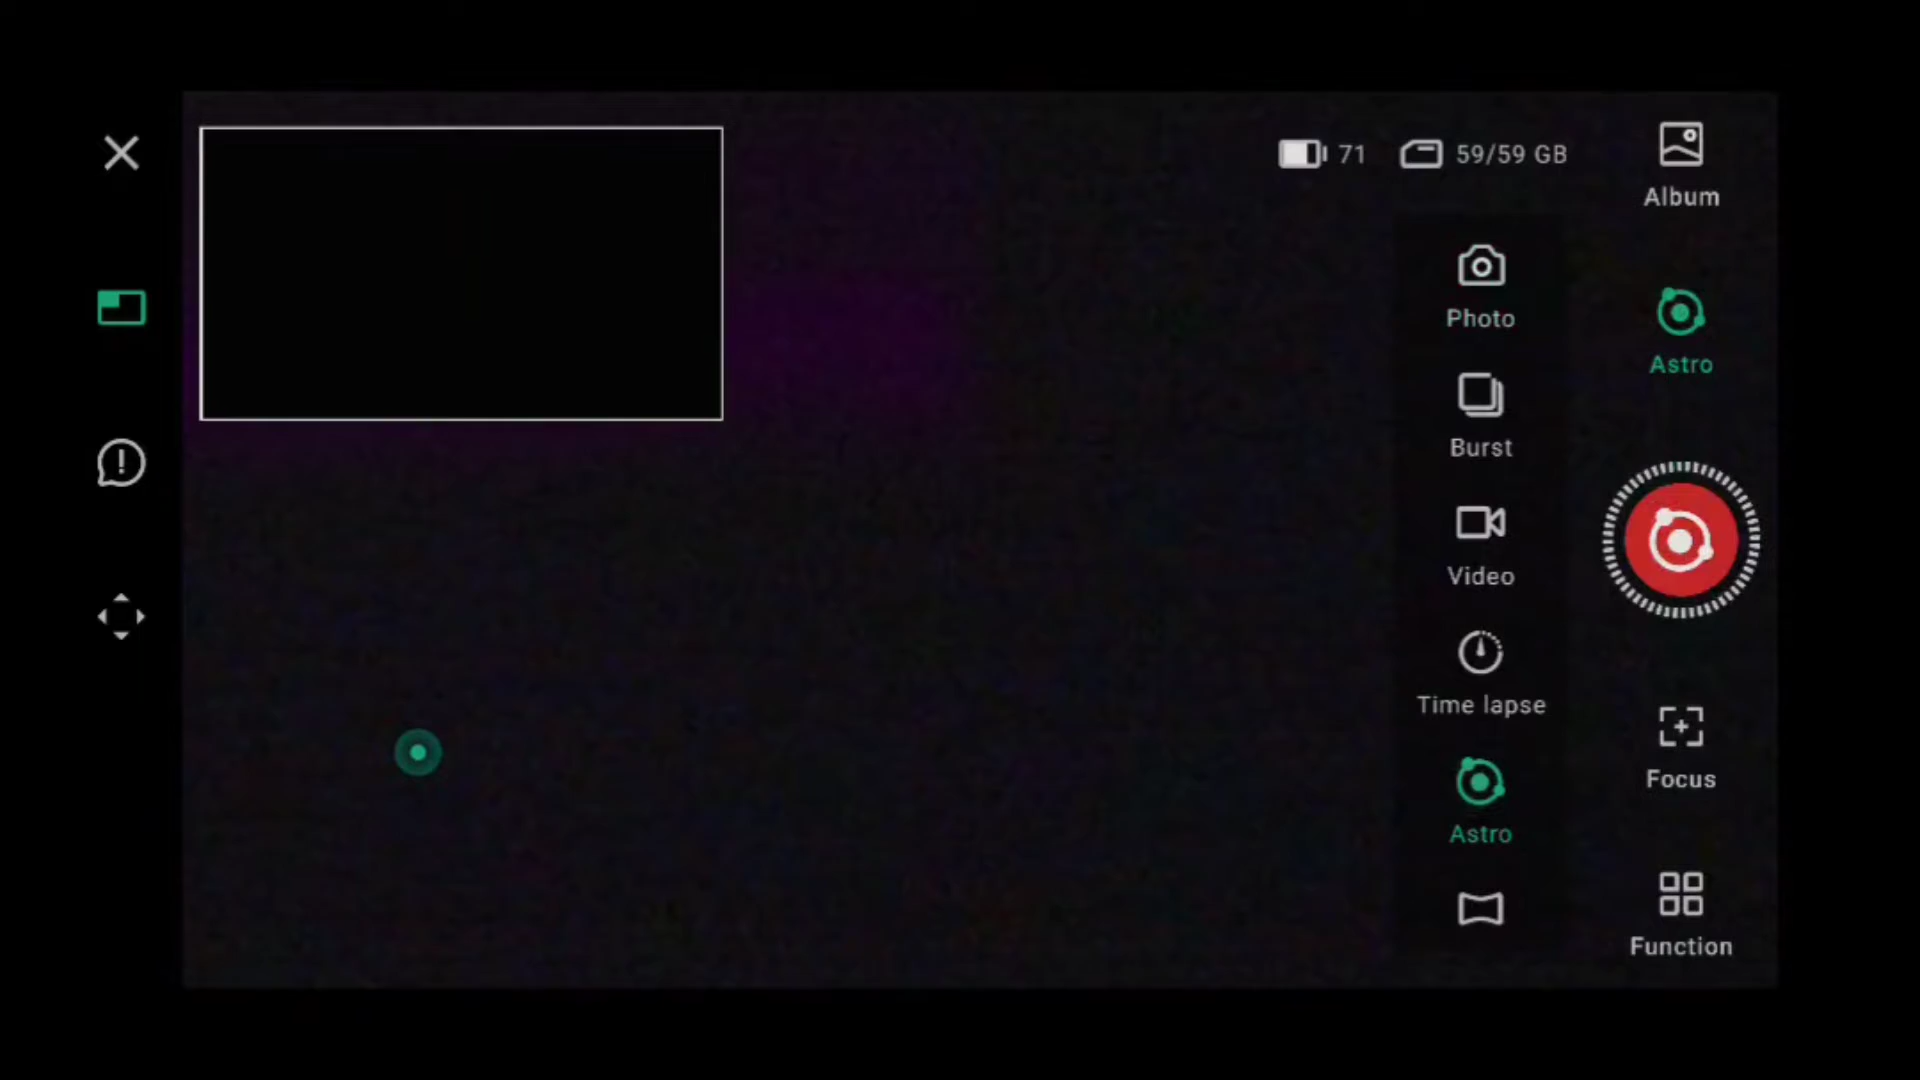 71
59/59 GB
Album
Photo
Astro
Burst
Video
Time lapse
Focus
Astro
Function